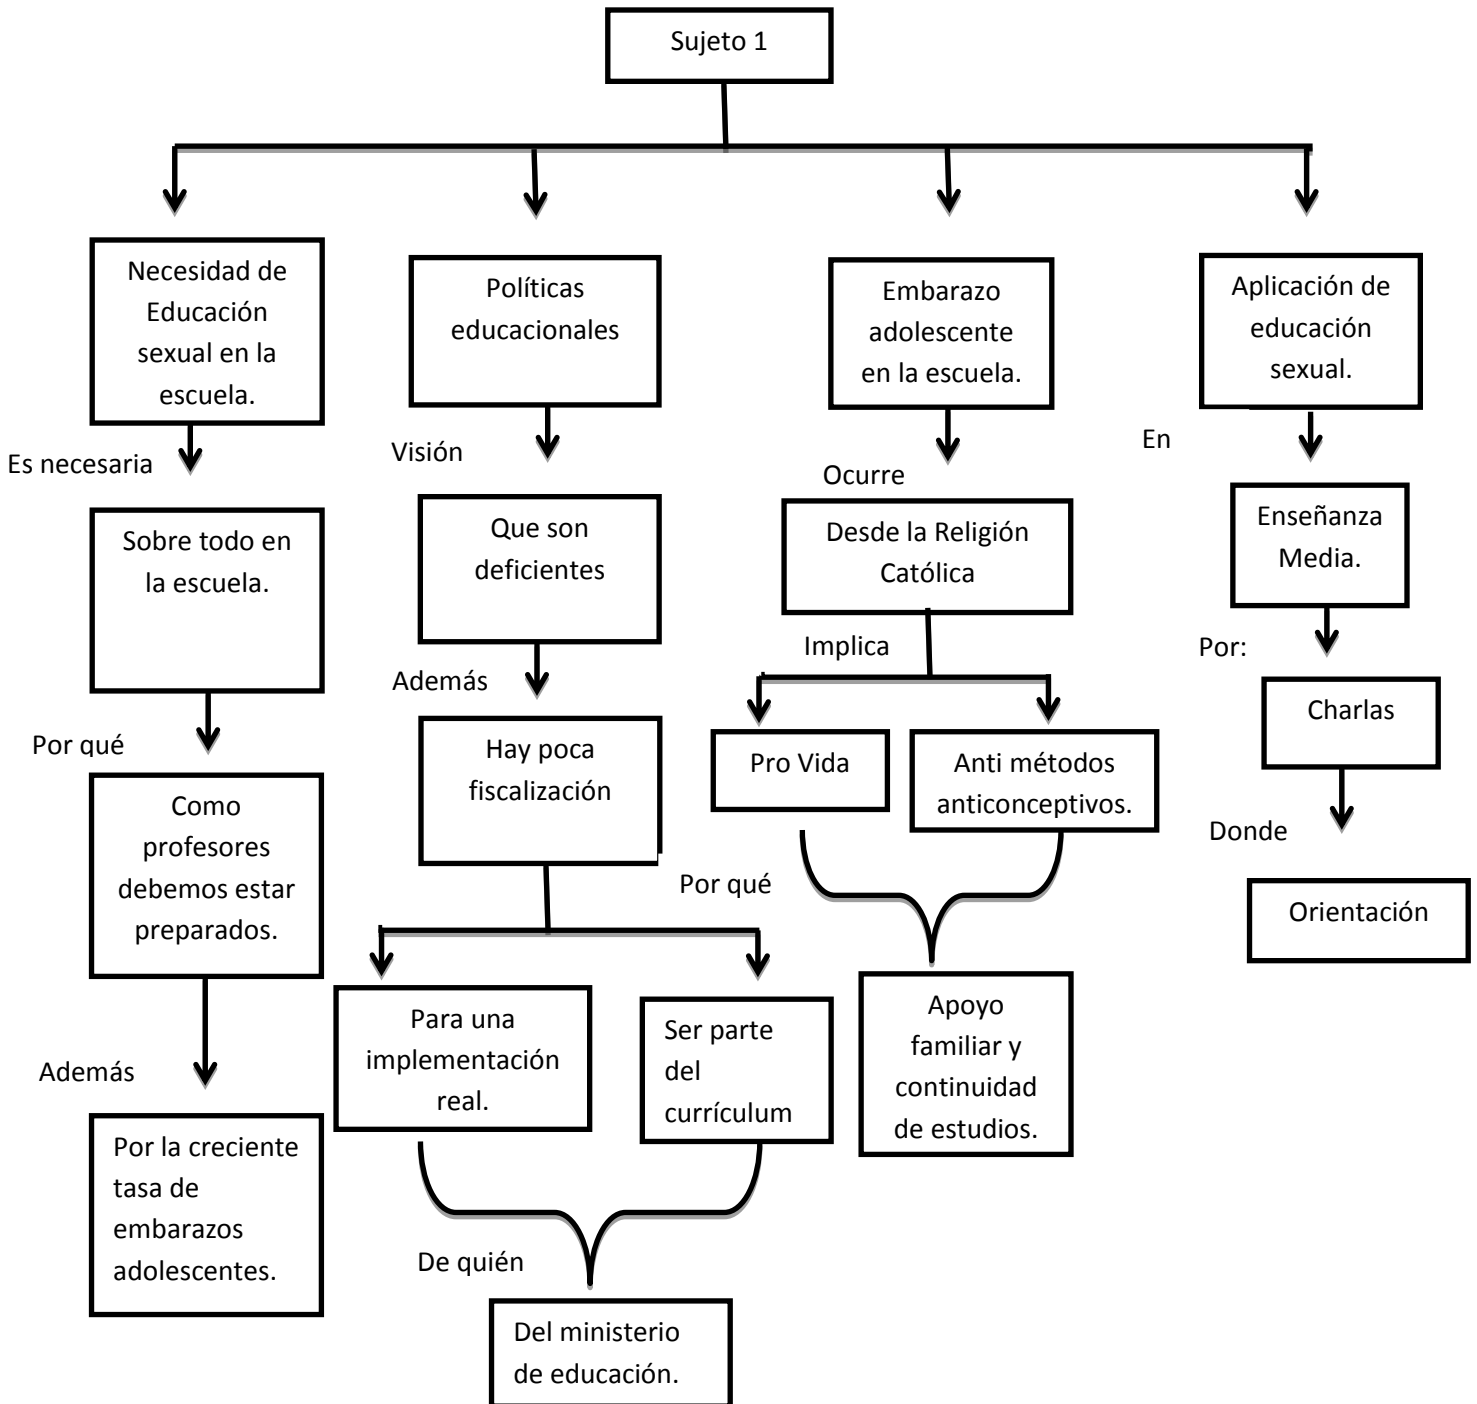 Sujeto 1
Necesidad de
Educación
sexual en la
escuela.
Es necesaria
Sobre todo en
la escuela.
Por qué
Como
profesores
debemos estar
preparados.
Además
Por la creciente
tasa de
embarazos
adolescentes.
Políticas
educacionales
Visión
Que son
deficientes
Además
Hay poca
fiscalización
Para una
implementación
real.
Ser parte
del
currículum
De quién
Del ministerio
de educación.
Embarazo
adolescente
en la escuela.
Ocurre
Desde la Religión
Católica
Implica
Pro Vida
Anti métodos
anticonceptivos.
Por qué
Apoyo
familiar y
continuidad
de estudios.
Aplicación de
educación
sexual.
En
Enseñanza
Media.
Por:
Charlas
Donde
Orientación